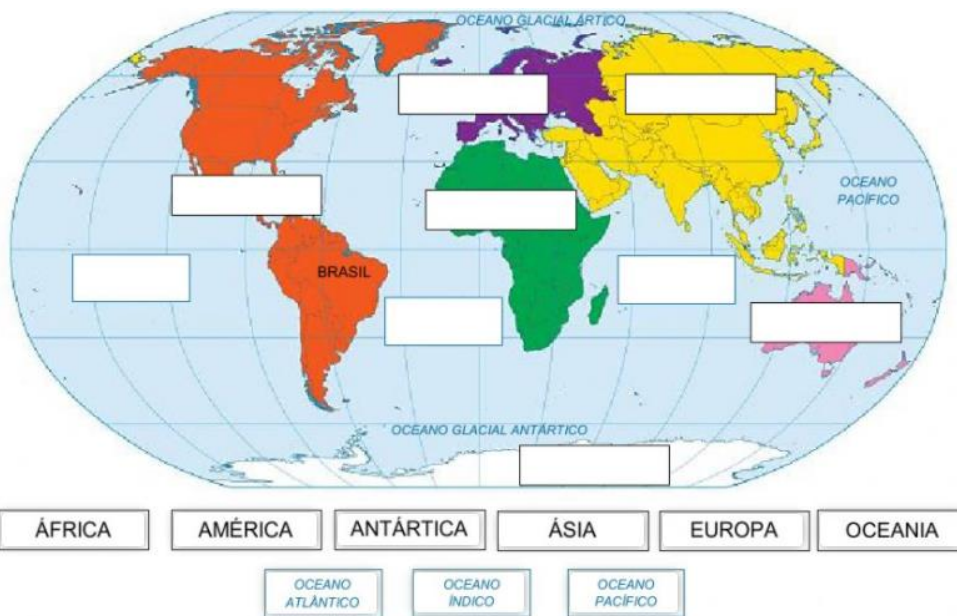 OCEANO GLACIAL ÁRTICO
OCEANO
PACÍFICO
BRASIL
OCEANO GLACIAL ANTÁRTICO
ÁFRICA
AMÉRICA
ANTÁRTICA
ÁSIA
EUROPA
OCEANIA
OCEANO
ATLÂNTICO
OCEANO
ÍNDICO
OCEANO
PACÍFICO